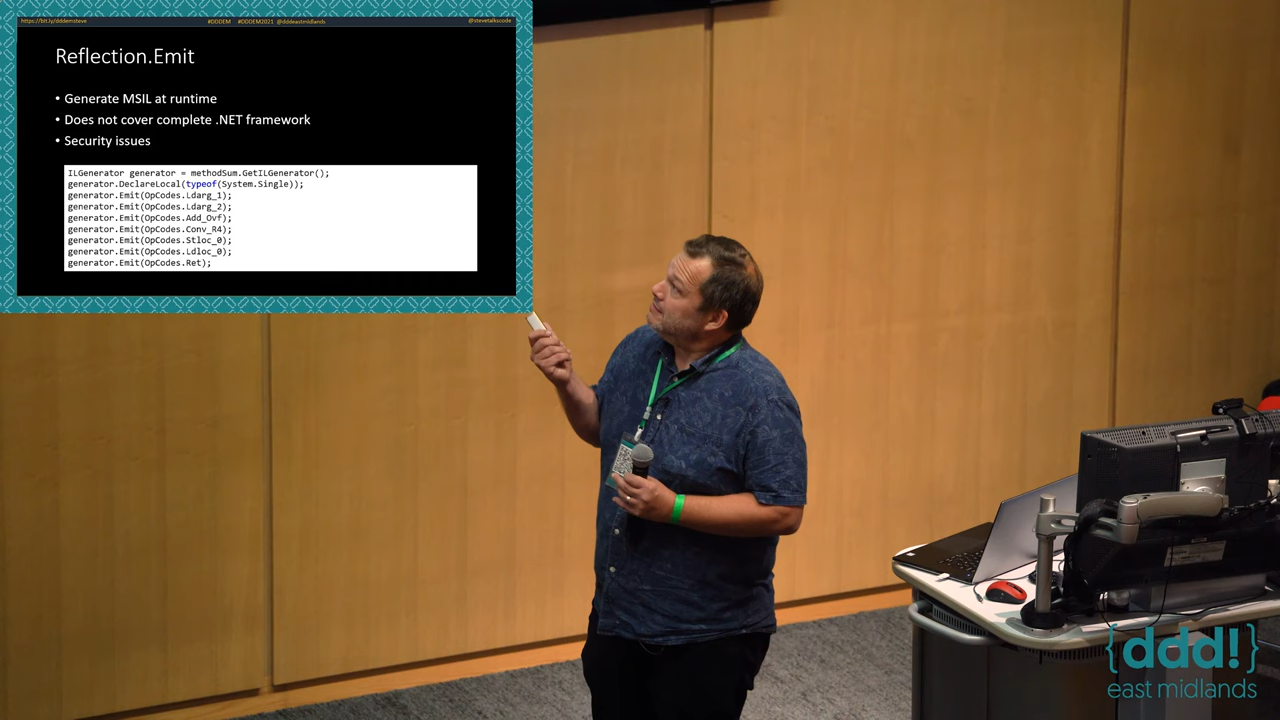 https://bit.ly/dddemsteve #DDDEM #DDDEM2021 @dddeastmidlands @stevetalkscode
Reflection.Emit
• Generate MSIL at runtime
• Does not cover complete .NET framework
• Security issues
ILGenerator generator = methodSum.GetILGenerator();
generator.DeclareLocal(typeof(System.Single));
generator.Emit(OpCodes.Ldarg_1);
generator.Emit(OpCodes.Ldarg_2);
generator.Emit(OpCodes.Add_Ovf);
generator.Emit(OpCodes.Conv_R4);
generator.Emit(OpCodes.Stloc_0);
generator.Emit(OpCodes.Ldloc_0);
generator.Emit(OpCodes.Ret);
{ddd!}
east midlands